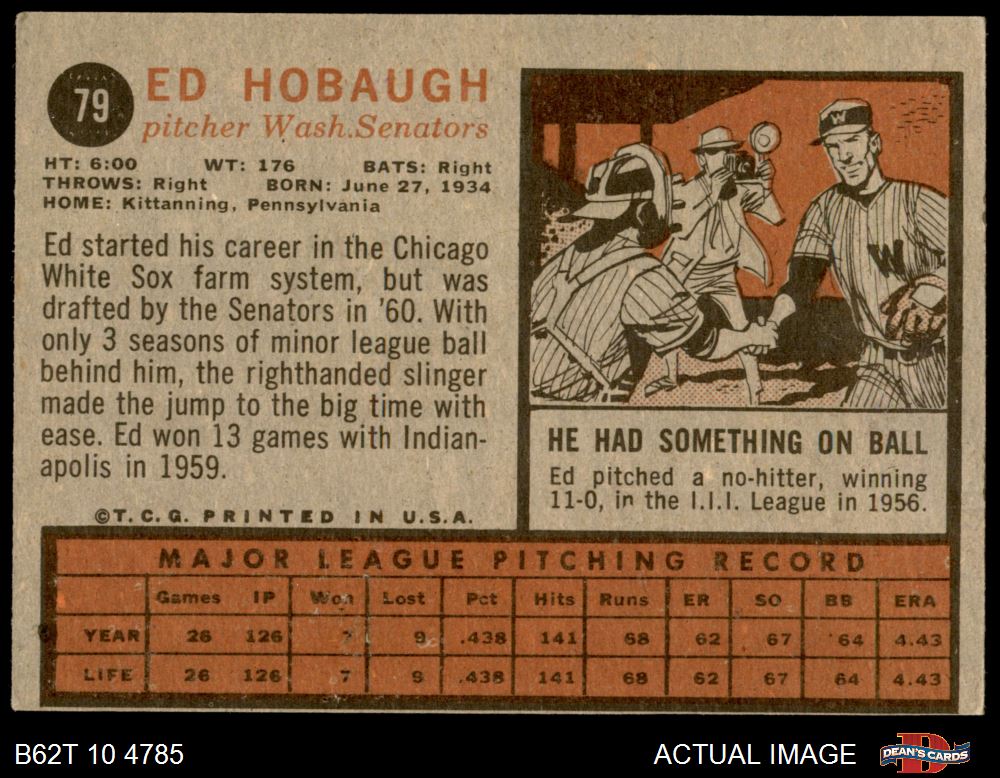 79
ED HOBAUGH
pitcher Wash.Senators
HT: 6:00 WT: 176 BATS: Right
THROWS: Right BORN: June 27, 1934
HOME: Kittanning, Pennsylvania
Ed started his career in the Chicago
White Sox farm system, but was
drafted by the Senators in '60. With
only 3 seasons of minor league ball
behind him, the righthanded slinger
made the jump to the big time with
ease. Ed won 13 games with Indian-
apolis in 1959.
©T.C.G. PRINTED IN U.S.A.
W
W
HE HAD SOMETHING ON BALL
Ed pitched a no-hitter, winning
11-0, in the I.I.I. League in 1956.
MAJOR LEAGUE PITCHING RECORD
Games IP Won Lost Pct Hits Runs ER SO BB ERA
YEAR 26 126 7 9 .438 141 68 62 67 64 4.43
LIFE 26 126 7 9 .438 141 68 62 67 64 4.43
B62T 10 4785
ACTUAL IMAGE
D
DEAN'S CARDS